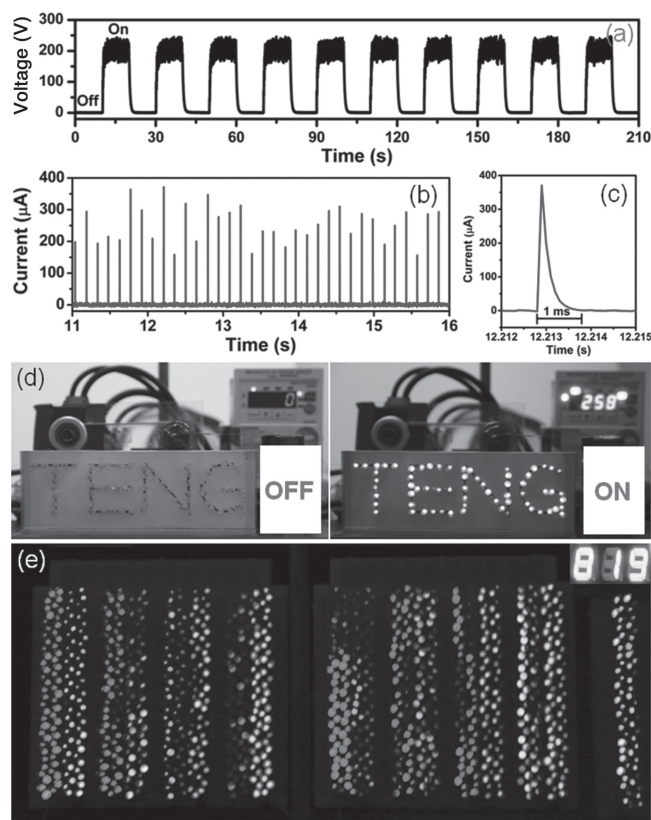 (a)
Voltage (V)
300
200
100
0
On
Off
0 30 60 90 120 150 180 210
Time (s)
(b)
Current (μA)
400
300
200
100
0
11 12 13 14 15 16
Time (s)
(c)
Current (μA)
400
300
200
100
0
1 ms
12.212 12.213 12.214 12.215
Time (s)
(d)
0
TENG
OFF
258
TENG
ON
(e)
819